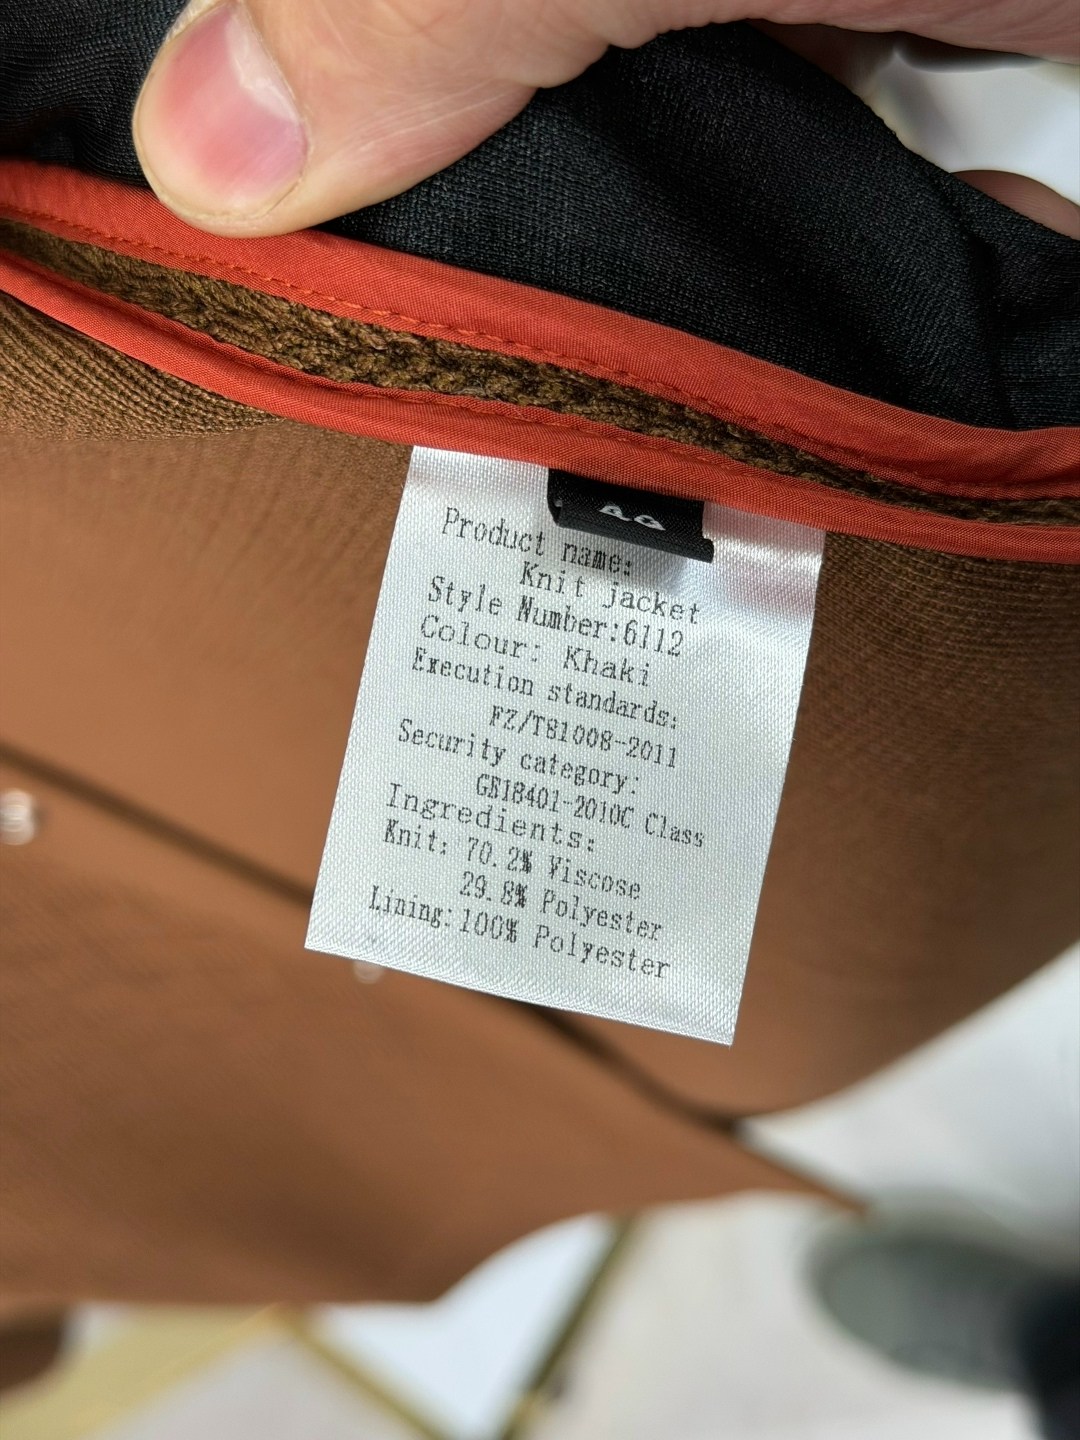 Product name:
Knit jacket
Style Number:6112
Colour: Khaki
Execution standards:
FZ/T81008-2011
Security category:
GB18401-2010C Class
Ingredients:
Knit: 70.2% Viscose
29.8% Polyester
Lining:100% Polyester